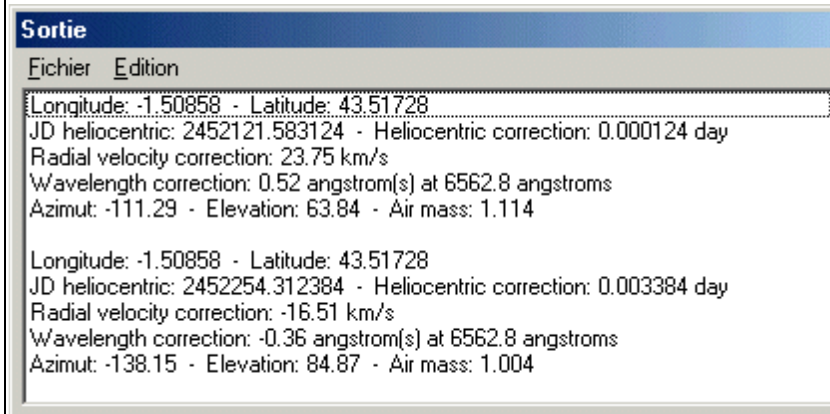 Sortie
Fichier Edition
Longitude: -1.50858 - Latitude: 43.51728
JD heliocentric: 2452121.583124 - Heliocentric correction: 0.000124 day
Radial velocity correction: 23.75 km/s
Wavelength correction: 0.52 angstrom(s) at 6562.8 angstroms
Azimut: -111.29 - Elevation: 63.84 - Air mass: 1.114
Longitude: -1.50858 - Latitude: 43.51728
JD heliocentric: 2452254.312384 - Heliocentric correction: 0.003384 day
Radial velocity correction: -16.51 km/s
Wavelength correction: -0.36 angstrom(s) at 6562.8 angstroms
Azimut: -138.15 - Elevation: 84.87 - Air mass: 1.004